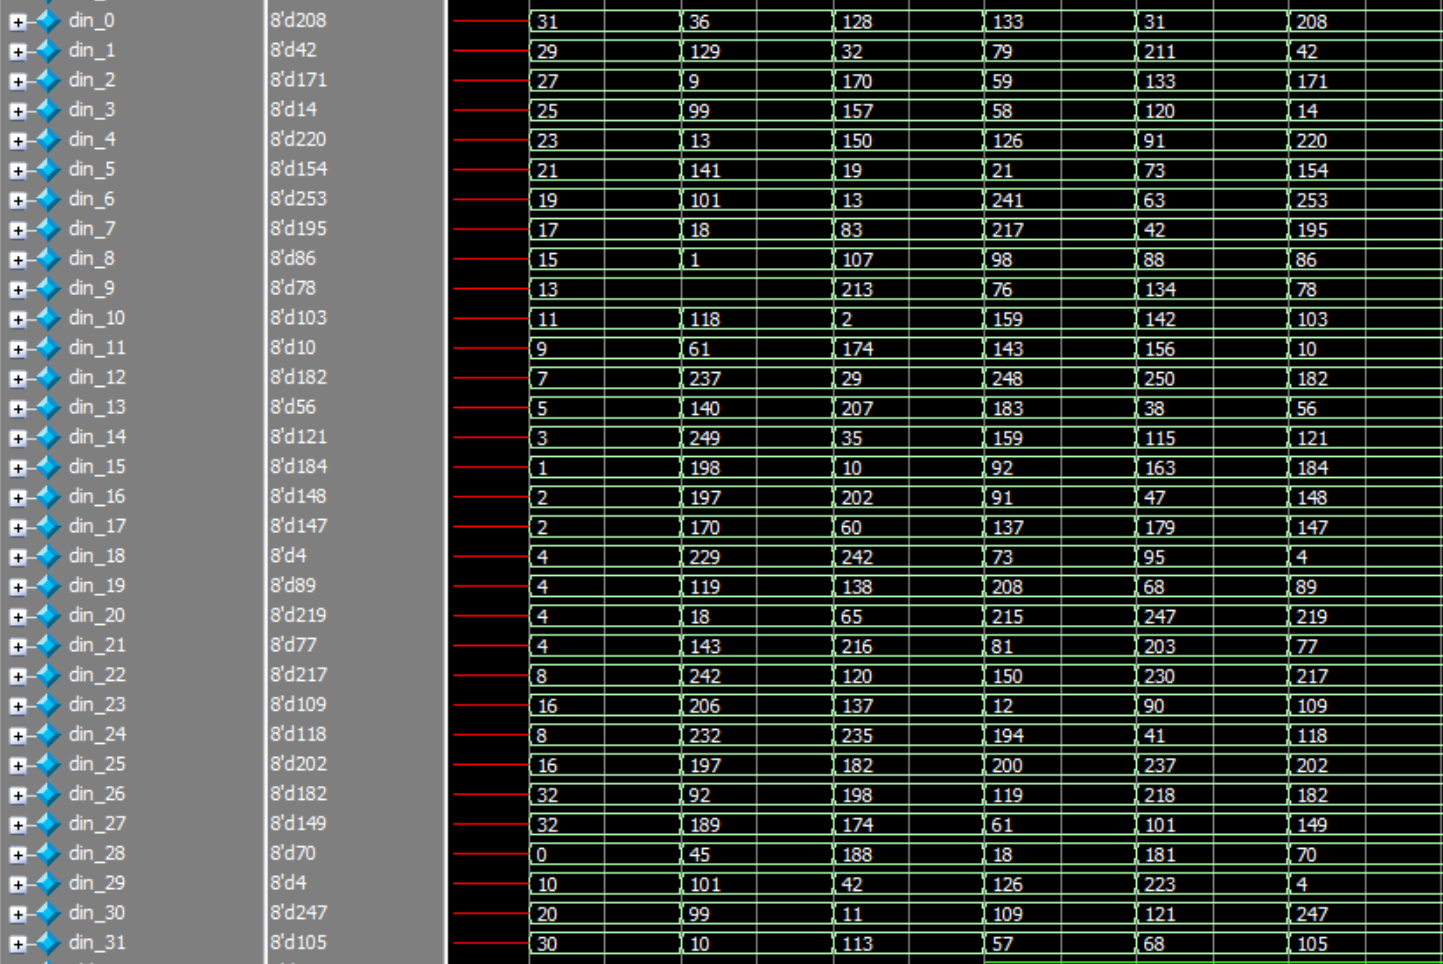 din_0 8'd208 31 36 128 133 31 208
din_1 8'd42 29 129 32 79 211 42
din_2 8'd171 27 9 170 59 133 171
din_3 8'd14 25 99 157 58 120 14
din_4 8'd220 23 13 150 126 91 220
din_5 8'd154 21 141 19 21 73 154
din_6 8'd253 19 101 13 241 63 253
din_7 8'd195 17 18 83 217 42 195
din_8 8'd86 15 1 107 98 88 86
din_9 8'd78 13 213 76 134 78
din_10 8'd103 11 118 2 159 142 103
din_11 8'd10 9 61 174 143 156 10
din_12 8'd182 7 237 29 248 250 182
din_13 8'd56 5 140 207 183 38 56
din_14 8'd121 3 249 35 159 115 121
din_15 8'd184 1 198 10 92 163 184
din_16 8'd148 2 197 202 91 47 148
din_17 8'd147 2 170 60 137 179 147
din_18 8'd4 4 229 242 73 95 4
din_19 8'd89 4 119 138 208 68 89
din_20 8'd219 4 18 65 215 247 219
din_21 8'd77 4 143 216 81 203 77
din_22 8'd217 8 242 120 150 230 217
din_23 8'd109 16 206 137 12 90 109
din_24 8'd118 8 232 235 194 41 118
din_25 8'd202 16 197 182 200 237 202
din_26 8'd182 32 92 198 119 218 182
din_27 8'd149 32 189 174 61 101 149
din_28 8'd70 0 45 188 18 181 70
din_29 8'd4 10 101 42 126 223 4
din_30 8'd247 20 99 11 109 121 247
din_31 8'd105 30 10 113 57 68 105